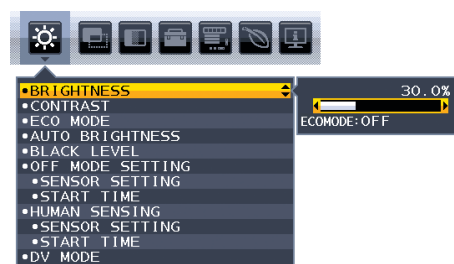 •BRIGHTNESS
•CONTRAST
•ECO MODE
•AUTO BRIGHTNESS
•BLACK LEVEL
•OFF MODE SETTING
•SENSOR SETTING
•START TIME
•HUMAN SENSING
•SENSOR SETTING
•START TIME
•DV MODE
30.0%
ECOMODE:OFF